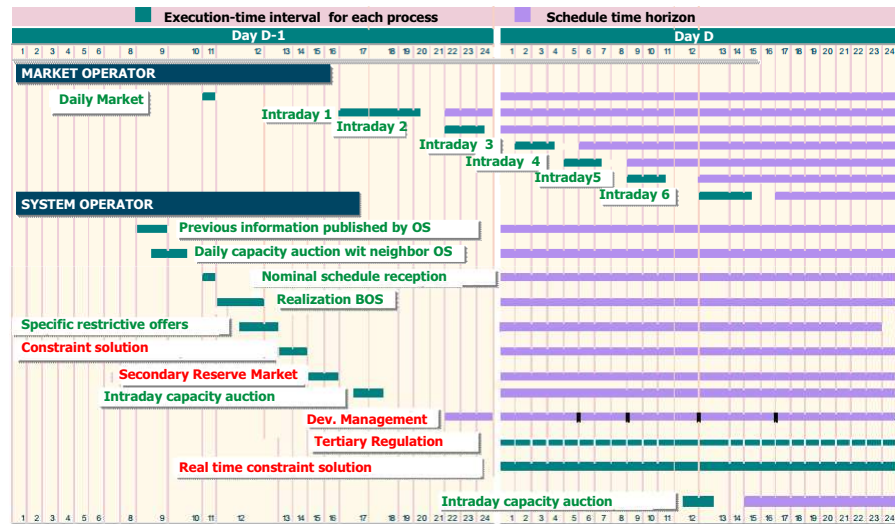 Execution-time interval for each process Schedule time horizon
Day D-1 Day D
1 2 3 4 5 6 7 8 9 10 11 12 13 14 15 16 17 18 19 20 21 22 23 24 1 2 3 4 5 6 7 8 9 10 11 12 13 14 15 16 17 18 19 20 21 22 23 24
MARKET OPERATOR
Daily Market
Intraday 1
Intraday 2
Intraday 3
Intraday 4
Intraday5
Intraday 6
SYSTEM OPERATOR
Previous information published by OS
Daily capacity auction wit neighbor OS
Nominal schedule reception
Realization BOS
Specific restrictive offers
Constraint solution
Secondary Reserve Market
Intraday capacity auction
Dev. Management
Tertiary Regulation
Real time constraint solution
Intraday capacity auction
1 2 3 4 5 6 7 8 9 10 11 12 13 14 15 16 17 18 19 20 21 22 23 24 1 2 3 4 5 6 7 8 9 10 11 12 13 14 15 16 17 18 19 20 21 22 23 24